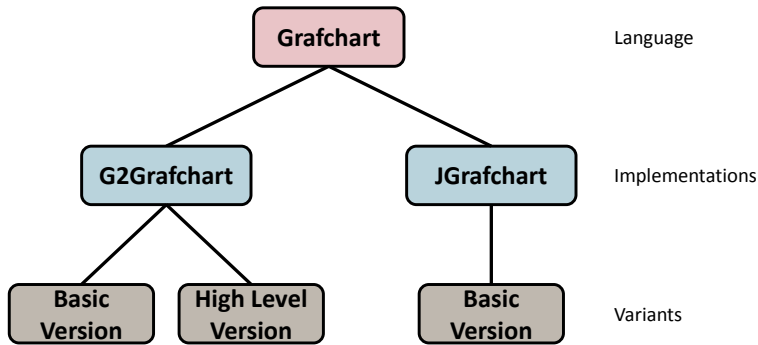 Grafchart
Language
G2Grafchart
JGrafchart
Implementations
Basic
Version
High Level
Version
Basic
Version
Variants